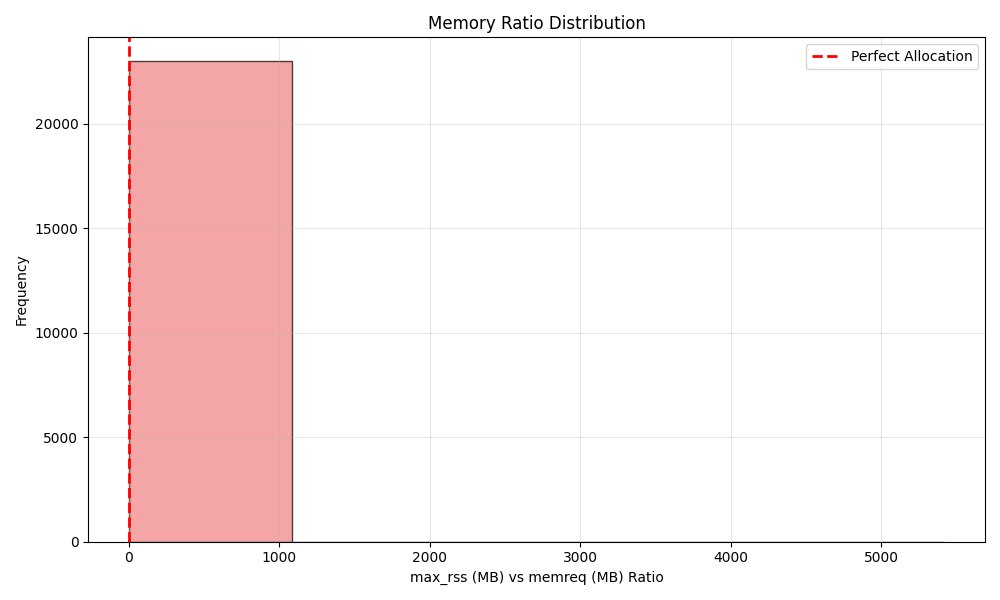 Memory Ratio Distribution
Perfect Allocation
20000
15000
10000
5000
0
Frequency
0 1000 2000 3000 4000 5000
max_rss (MB) vs memreq (MB) Ratio